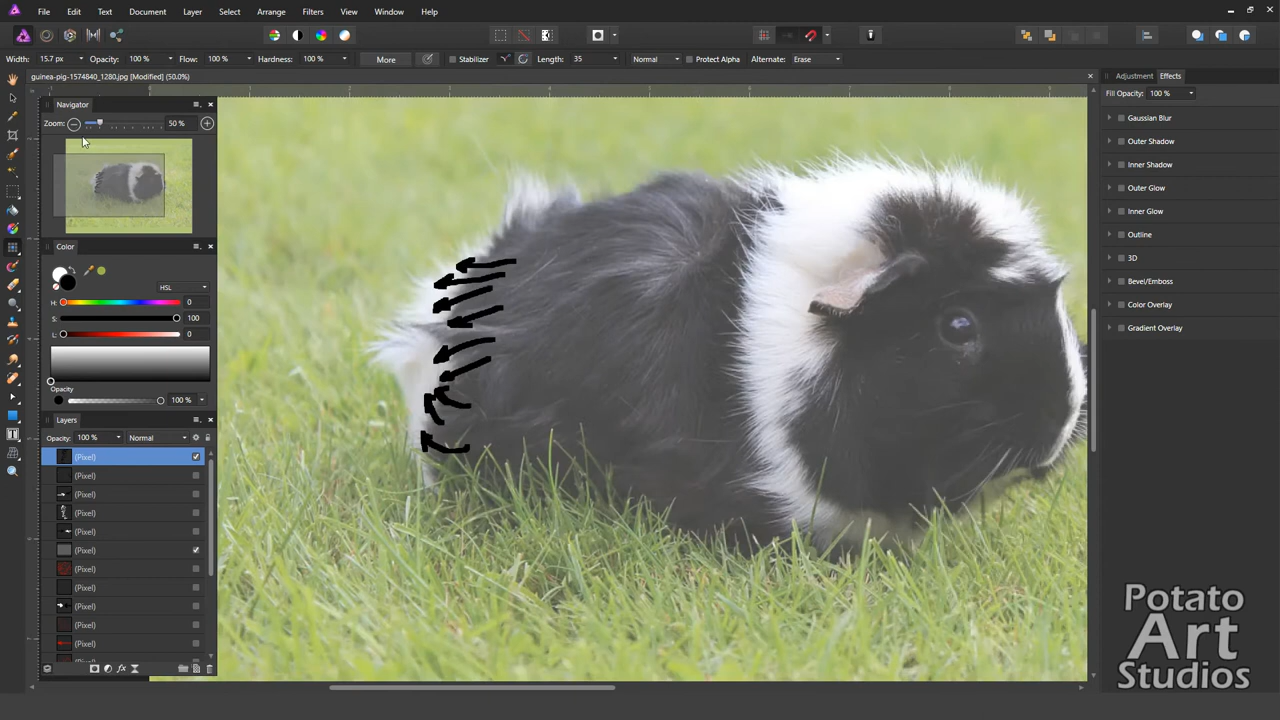 File Edit Text Document Layer Select Arrange Filters View Window Help
Width: 15.7 px Opacity: 100 % Flow: 100 % Hardness: 100 % More Stabilizer Length: 35 Normal Protect Alpha Alternate: Erase
guinea-pig-1574840_1280.jpg [Modified] (50.0%)
Navigator
Zoom: 50 %
Color
HSL
H: 0
S: 100
L: 0
Opacity
100 %
Layers
Opacity: 100 % Normal
(Pixel)
(Pixel)
(Pixel)
(Pixel)
(Pixel)
(Pixel)
(Pixel)
(Pixel)
(Pixel)
(Pixel)
(Pixel)
Adjustment Effects
Fill Opacity: 100 %
Gaussian Blur
Outer Shadow
Inner Shadow
Outer Glow
Inner Glow
Outline
3D
Bevel/Emboss
Color Overlay
Gradient Overlay
Potato
Art
Studios